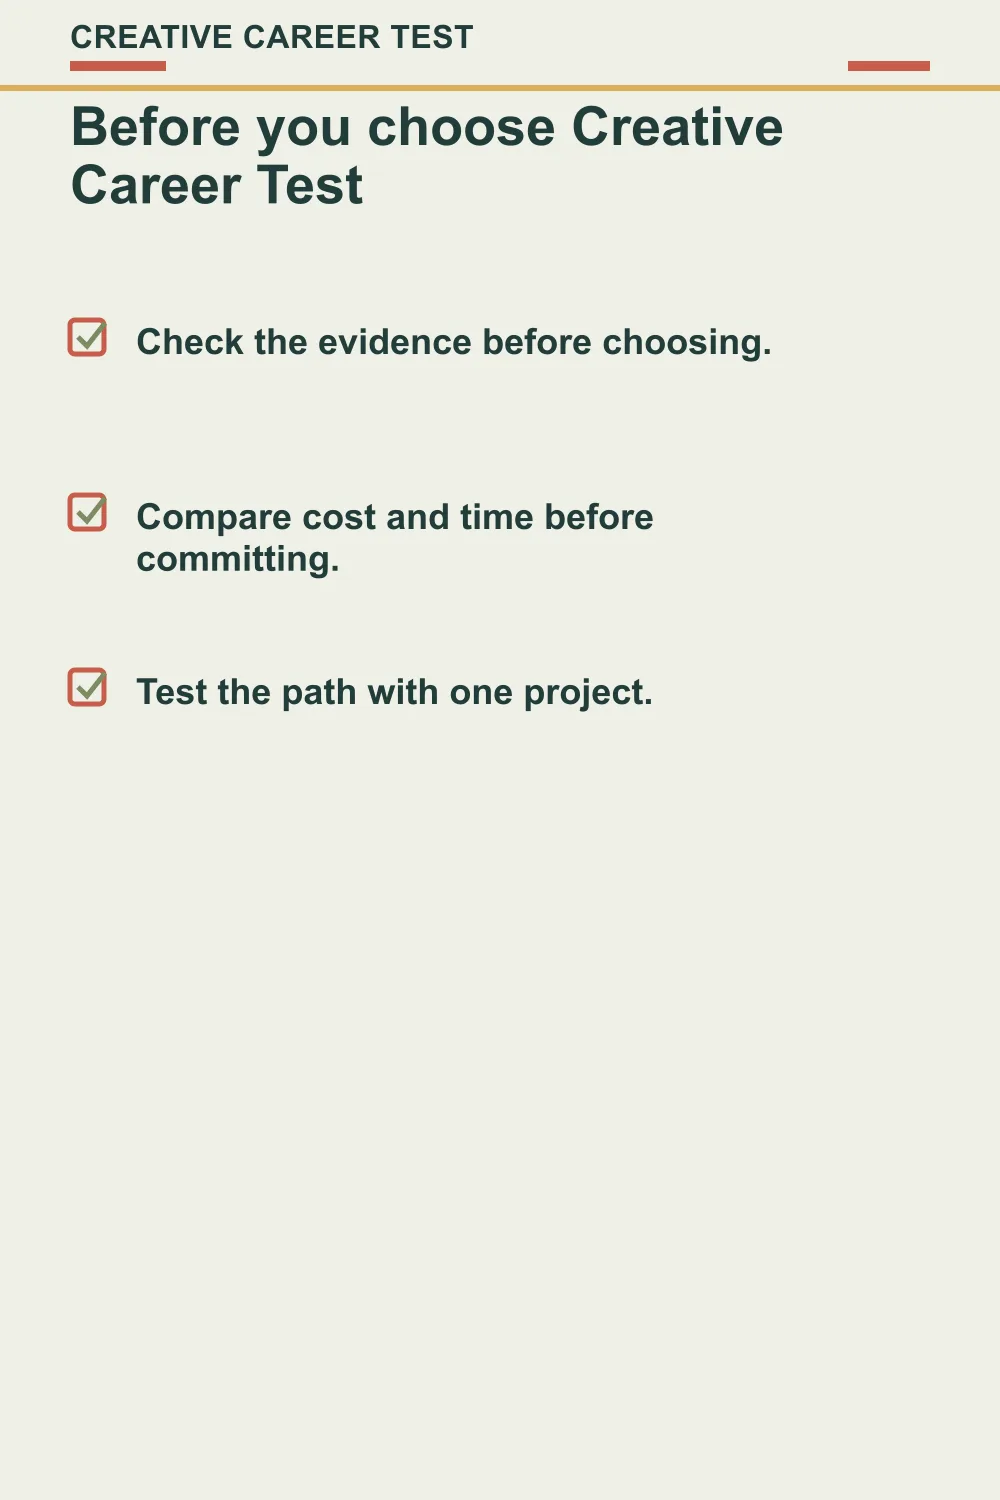 CREATIVE CAREER TEST
Before you choose Creative
Career Test
Check the evidence before choosing.
Compare cost and time before
committing.
Test the path with one project.